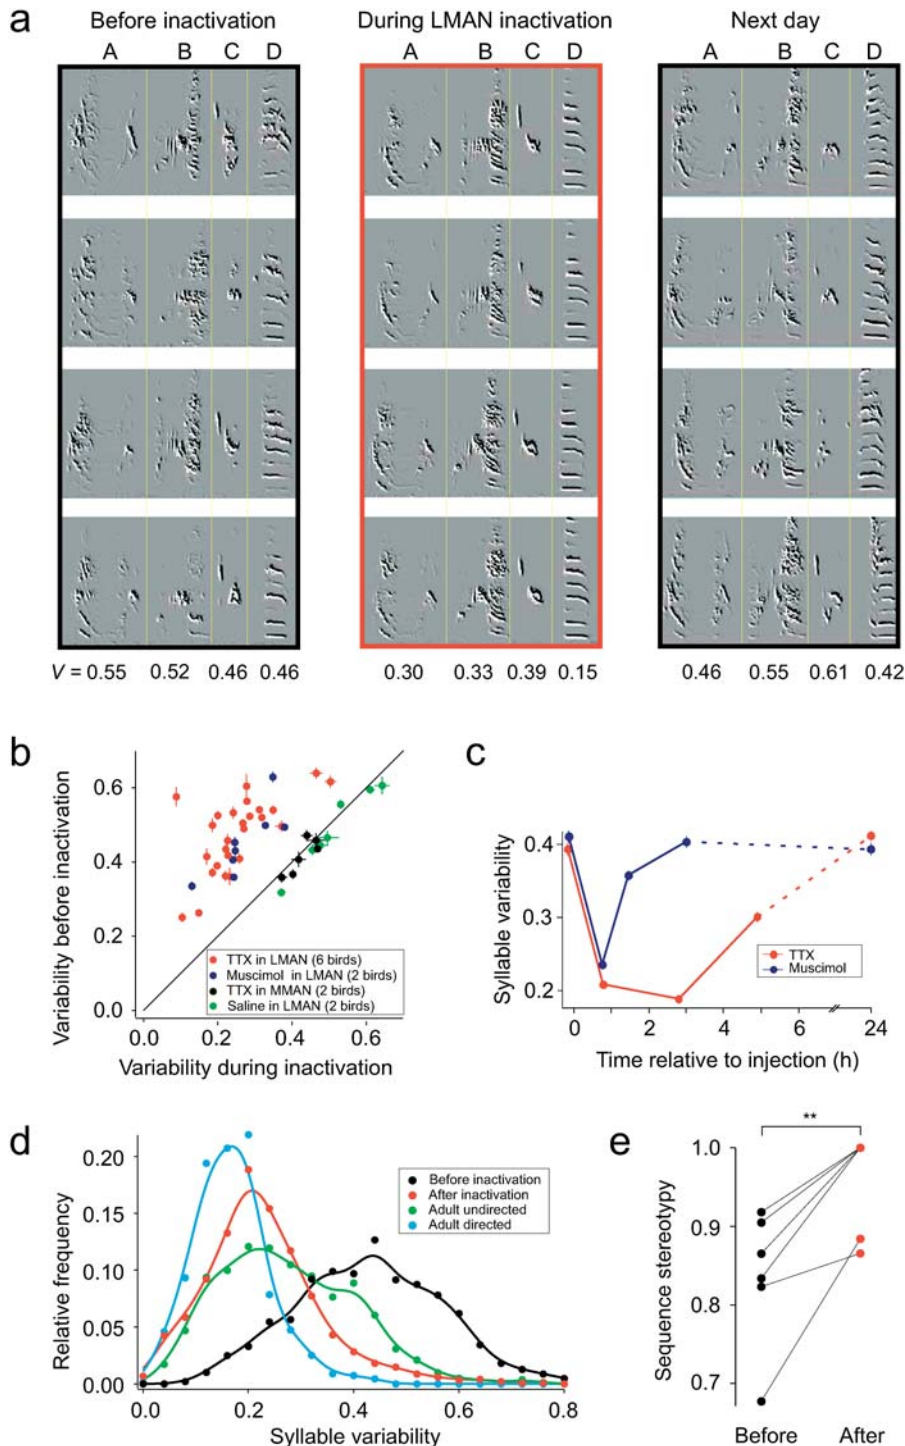 a
Before inactivation
During LMAN inactivation
Next day
A B C D
A B C D
A B C D
V = 0.55 0.52 0.46 0.46
0.30 0.33 0.39 0.15
0.46 0.55 0.61 0.42
b
Variability before inactivation
0.6
0.4
0.2
0.0
TTX in LMAN (6 birds)
Muscimol in LMAN (2 birds)
TTX in MMAN (2 birds)
Saline in LMAN (2 birds)
0.0 0.2 0.4 0.6
Variability during inactivation
c
Syllable variability
0.4
0.3
0.2
TTX
Muscimol
0 2 4 6 24
Time relative to injection (h)
d
Relative frequency
0.20
0.15
0.10
0.05
0.00
Before inactivation
After inactivation
Adult undirected
Adult directed
0.0 0.2 0.4 0.6 0.8
Syllable variability
e
**
Sequence stereotypy
1.0
0.9
0.8
0.7
Before After